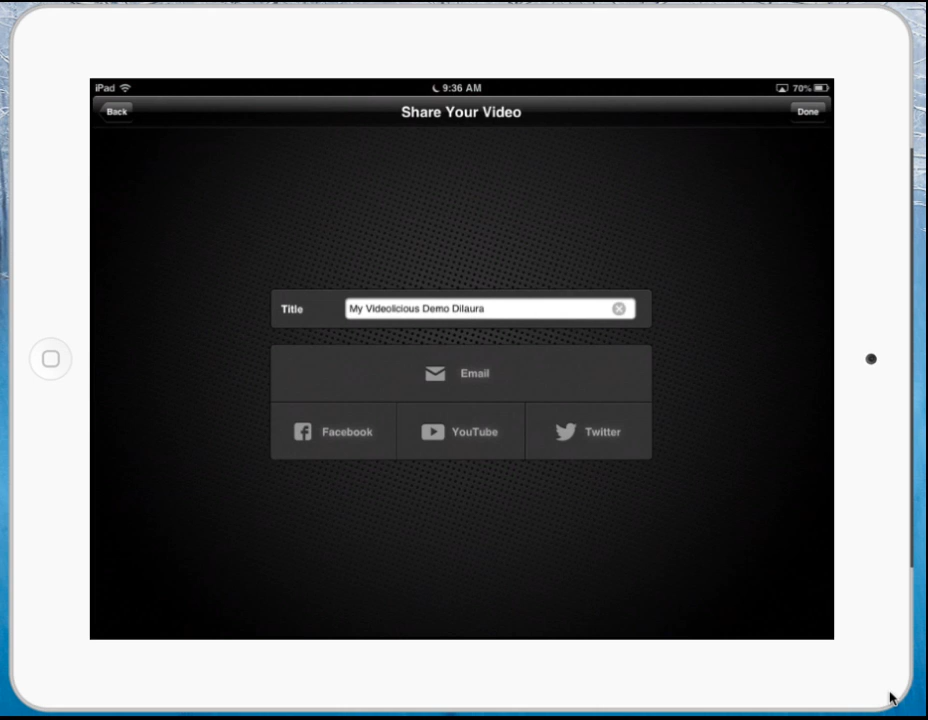 iPad 9:36 AM 70%
Back Share Your Video Done
Title My Videolicious Demo Dilaura
Email
Facebook YouTube Twitter